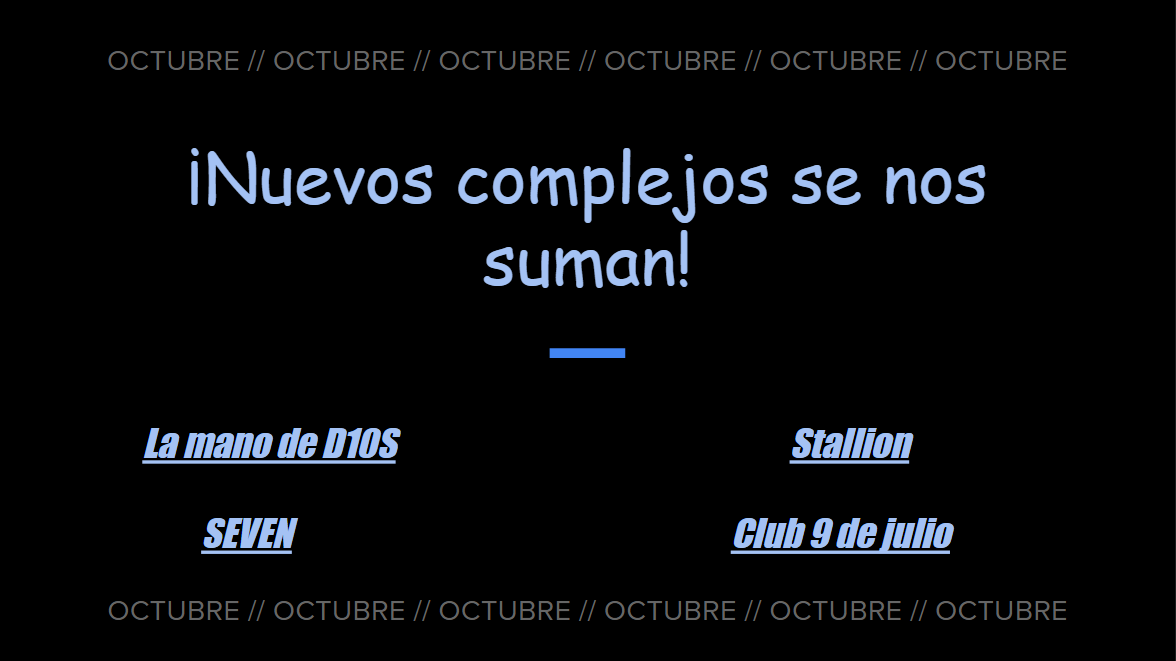 OCTUBRE // OCTUBRE // OCTUBRE // OCTUBRE // OCTUBRE // OCTUBRE
¡Nuevos complejos se nos
suman!
La mano de D10S
Stallion
SEVEN
Club 9 de julio
OCTUBRE // OCTUBRE // OCTUBRE // OCTUBRE // OCTUBRE // OCTUBRE